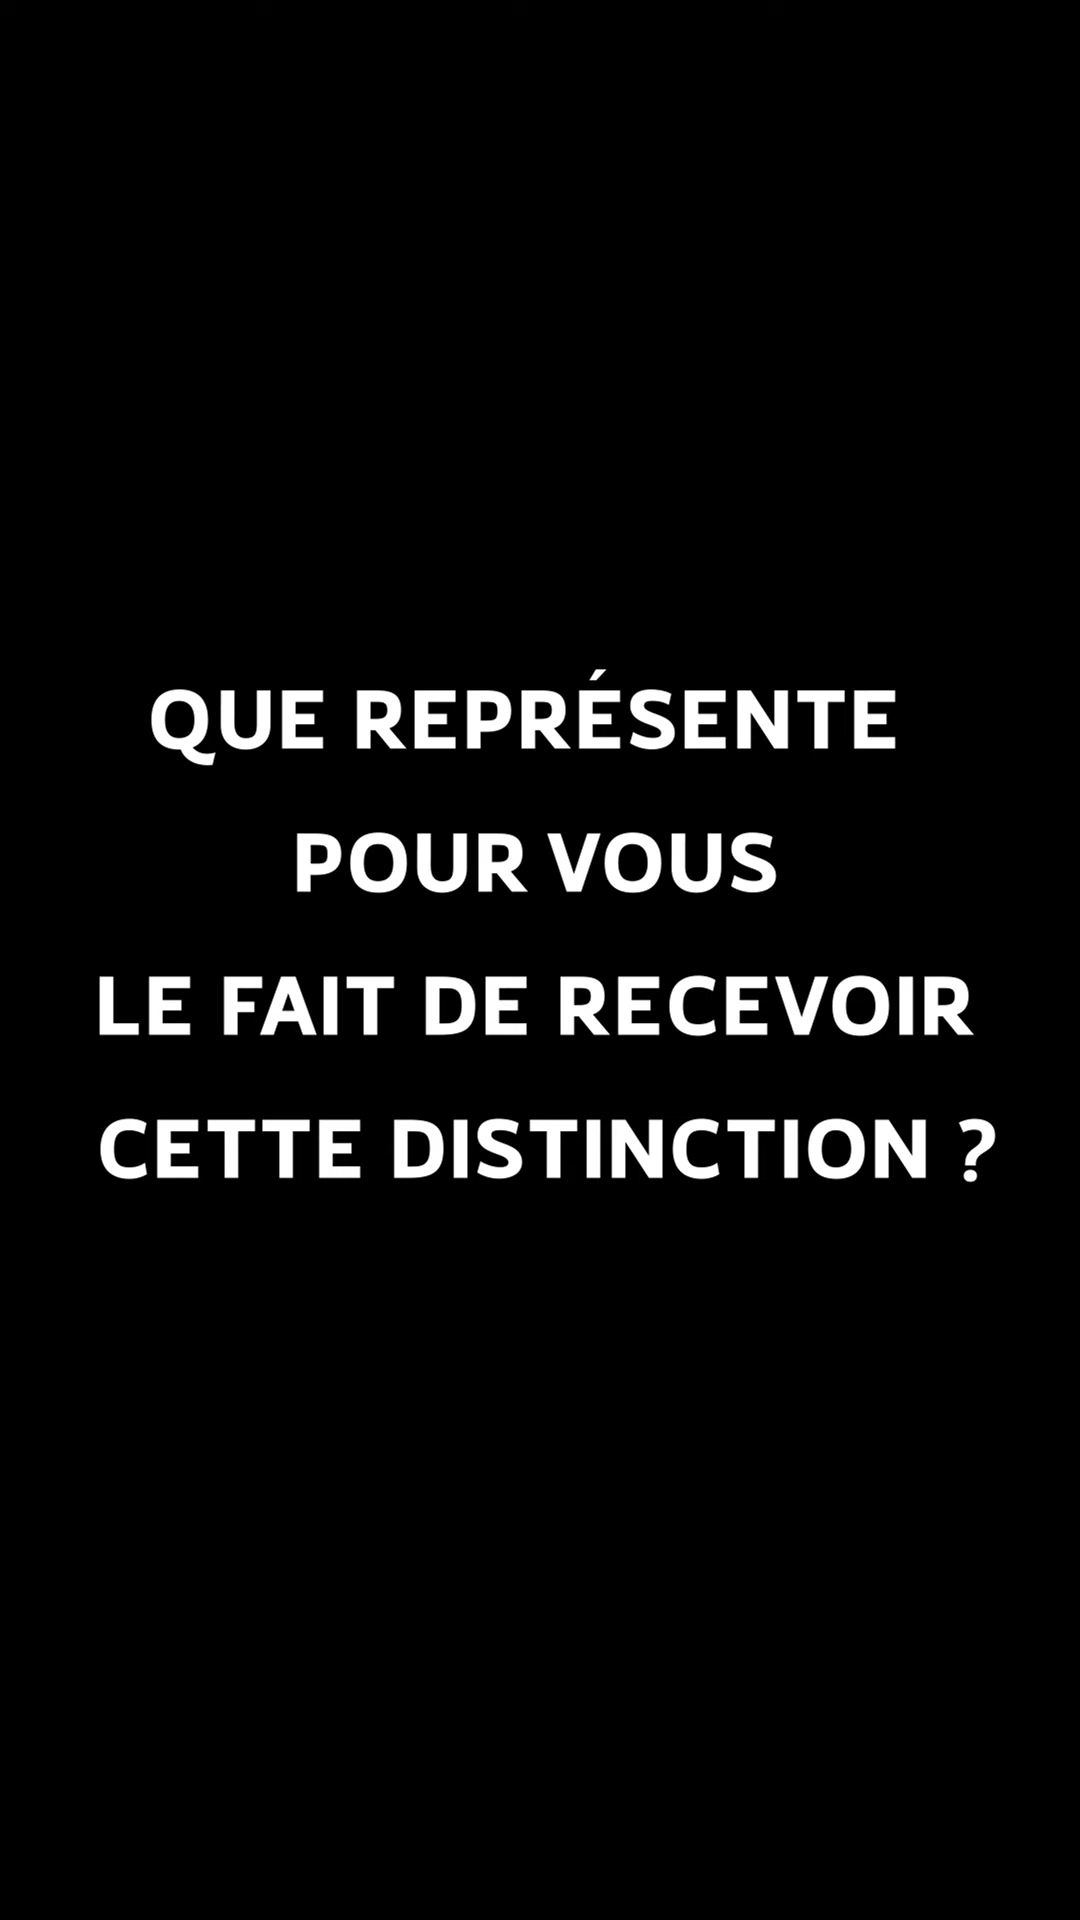 QUE REPRÉSENTE
POUR VOUS
LE FAIT DE RECEVOIR
CETTE DISTINCTION ?